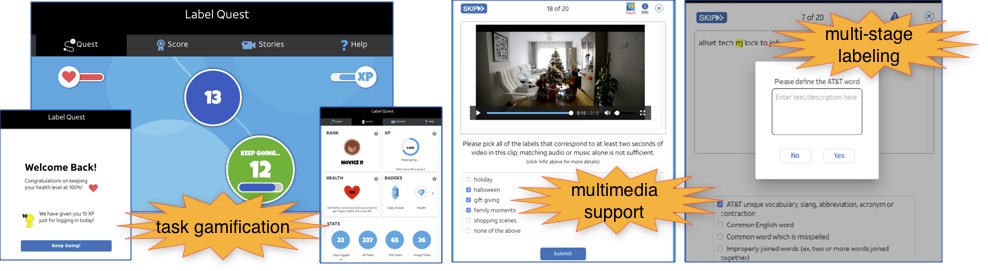 Label Quest
Quest
Score
Stories
Help
XP
13
KEEP GOING...
12
Label Quest
Welcome Back!
Congratulations on keeping
your health level at 100%!
We have given you 10 XP
just for logging in today!
Keep Going!
Label Quest
RANK
XP
NOVICE II
HEALTH
BADGES
STATS
22
237
65
36
task gamification
SKIP
18 of 20
Info
0:15 / 0:15
Please pick all of the labels that correspond to at least two seconds of
video in this clip; matching audio or music alone is not sufficient.
(click 'Info' above for more details)
holiday
halloween
gift giving
family moments
shopping scenes
none of the above
Submit
multimedia
support
SKIP
7 of 20
allset tech mj lock to job
multi-stage
labeling
Please define the AT&T word
Enter text/description here
No
Yes
AT&T unique vocabulary, slang, abbreviation, acronym or
contraction
Common English word
Common word which is misspelled
Improperly joined words (ex, two or more words joined
together)